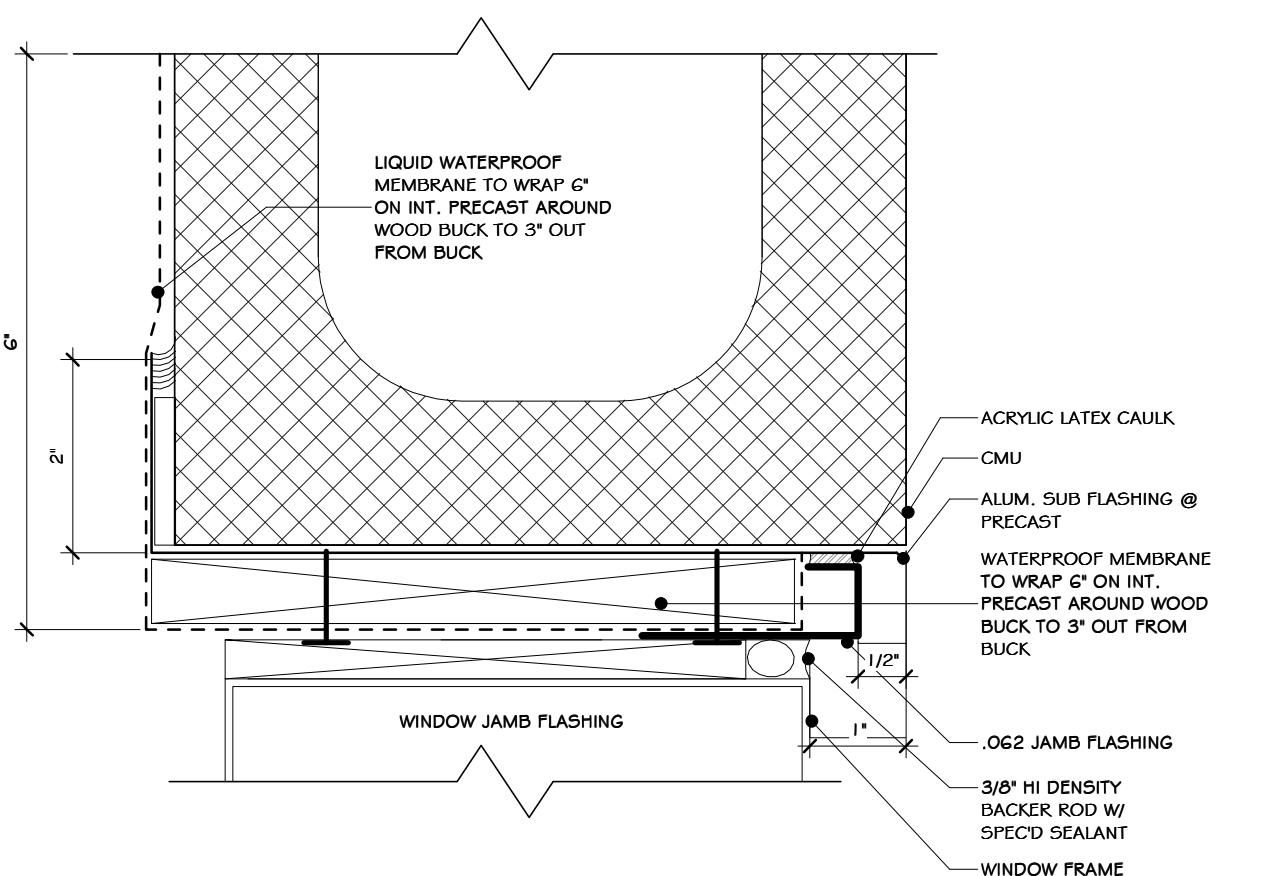 LIQUID WATERPROOF
MEMBRANE TO WRAP 6"
ON INT. PRECAST AROUND
WOOD BUCK TO 3" OUT
FROM BUCK
6"
2"
ACRYLIC LATEX CAULK
CMU
ALUM. SUB FLASHING @
PRECAST
WATERPROOF MEMBRANE
TO WRAP 6" ON INT.
PRECAST AROUND WOOD
BUCK TO 3" OUT FROM
BUCK
1/2"
WINDOW JAMB FLASHING
1"
.062 JAMB FLASHING
3/8" HI DENSITY
BACKER ROD W/
SPEC'D SEALANT
WINDOW FRAME